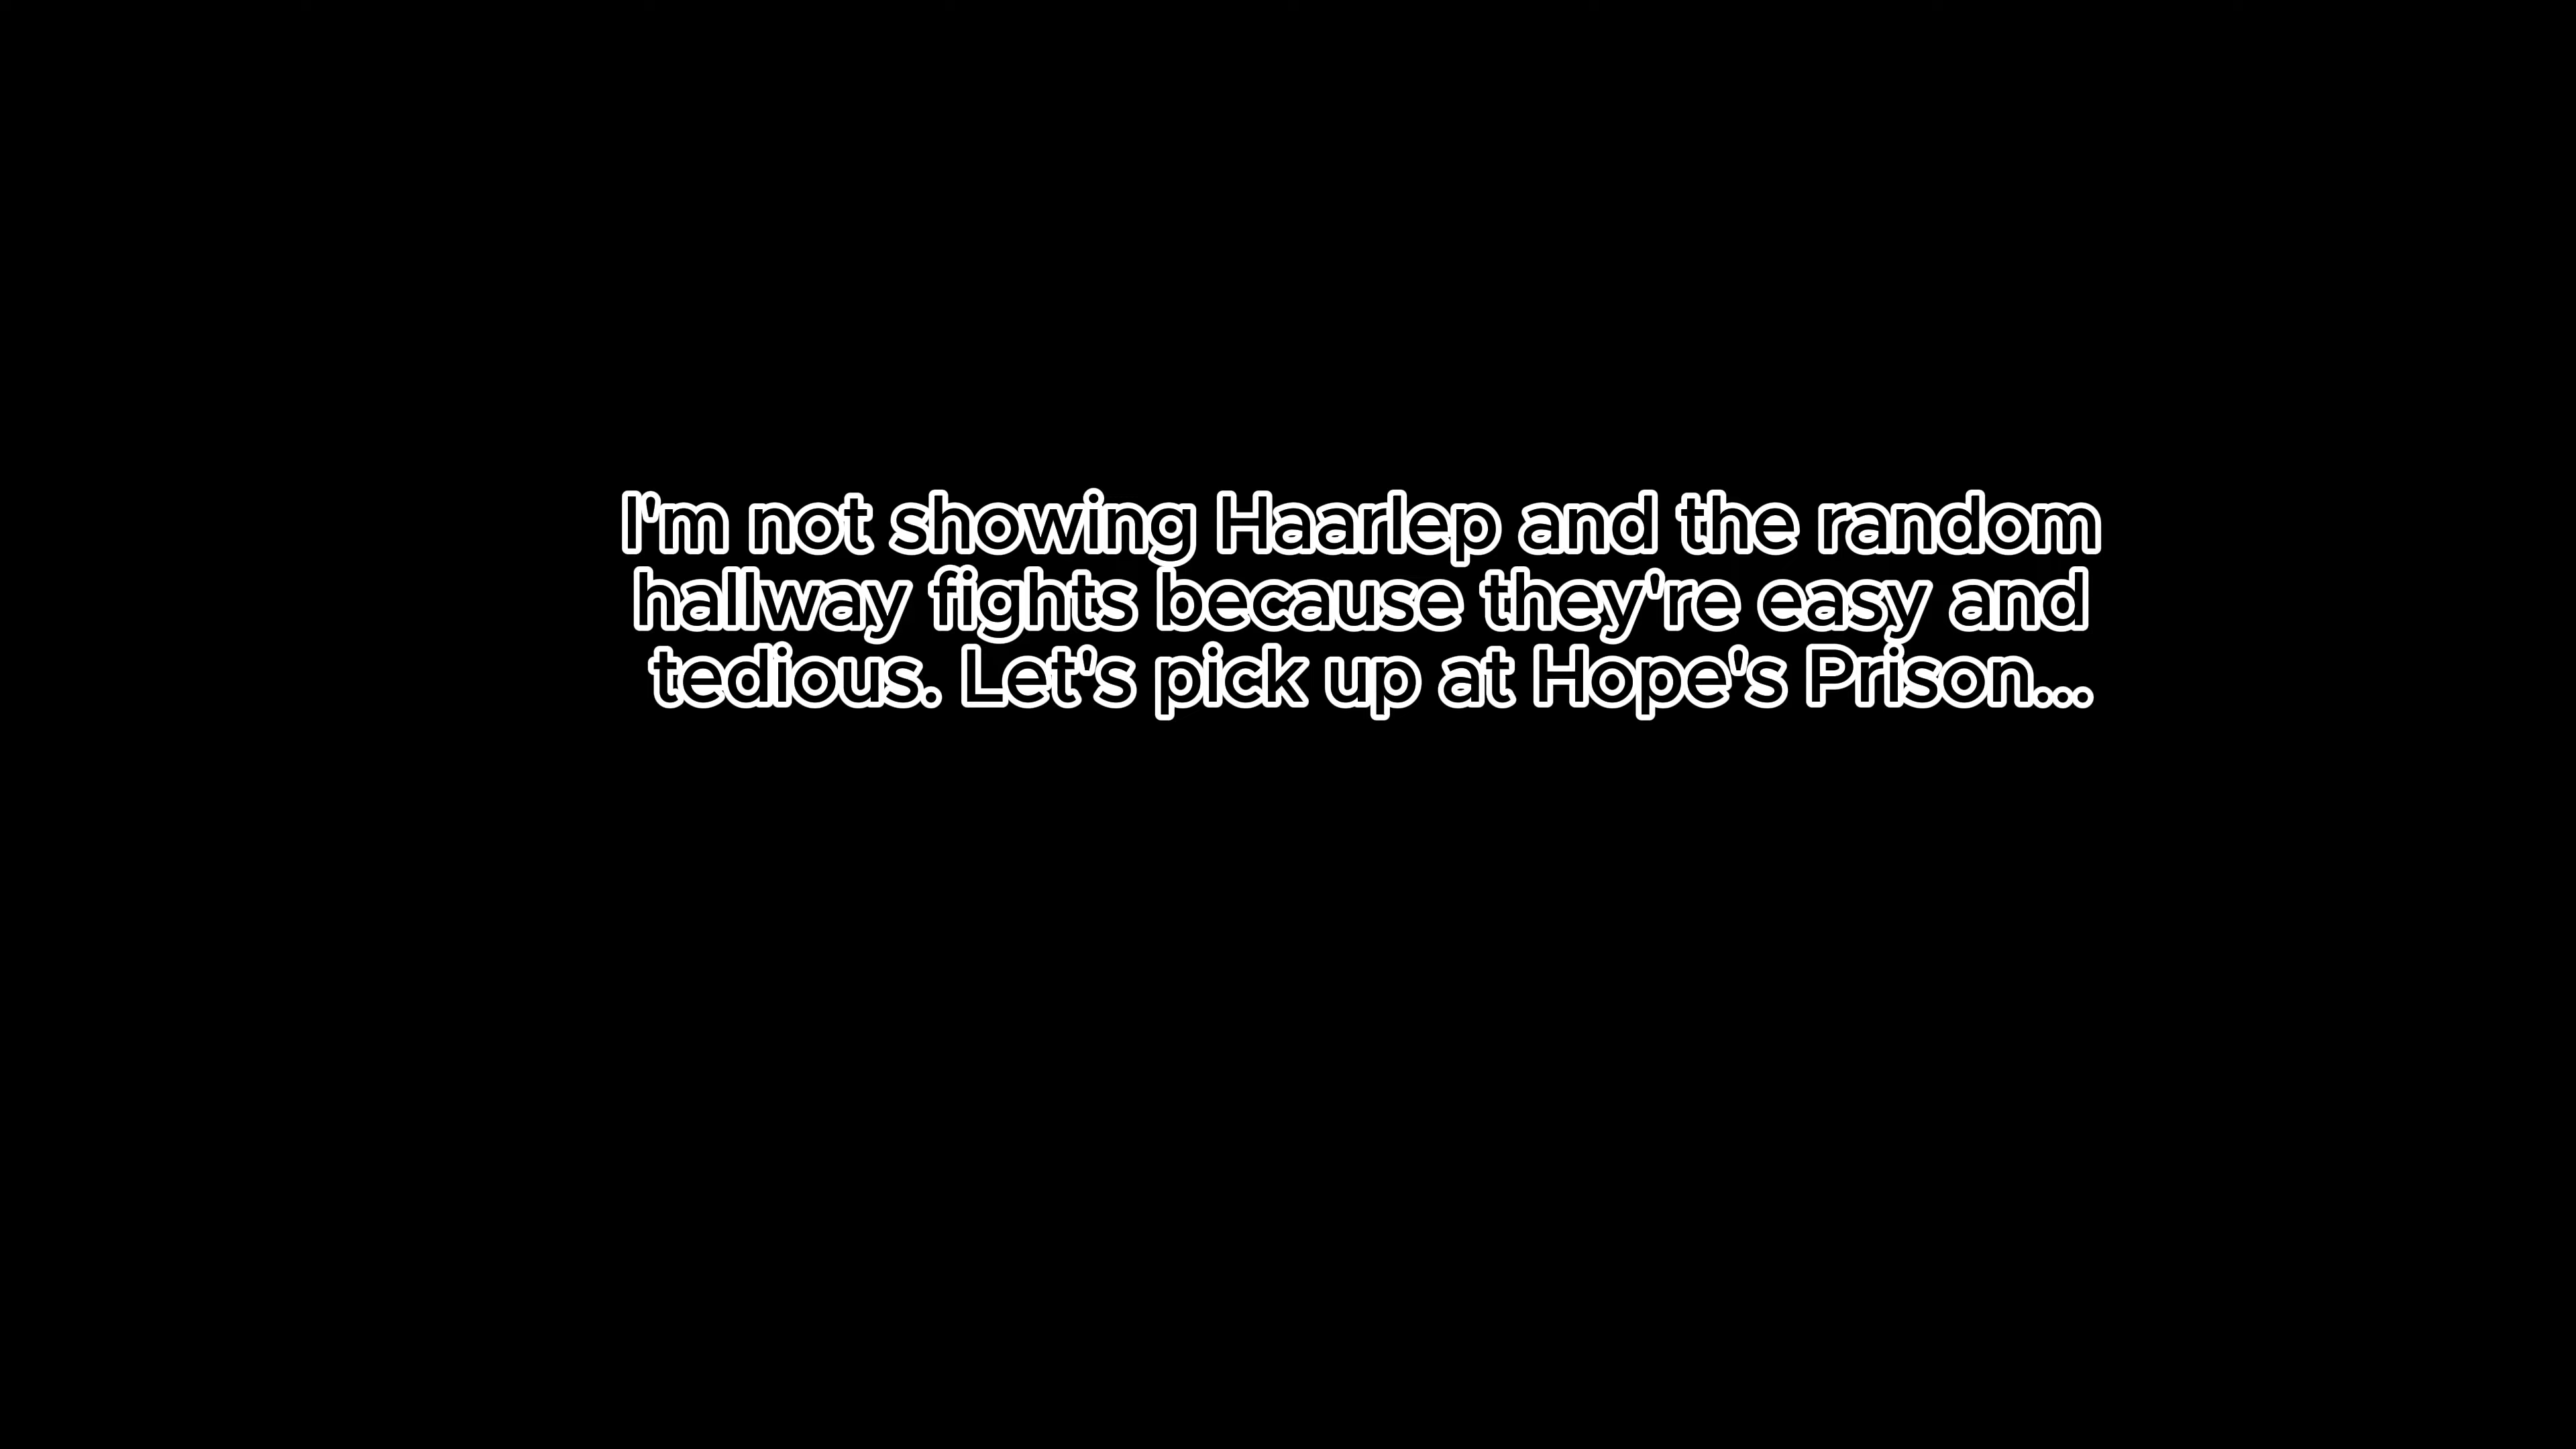 I'm not showing Haarlep and the random
hallway fights because they're easy and
tedious. Let's pick up at Hope's Prison...